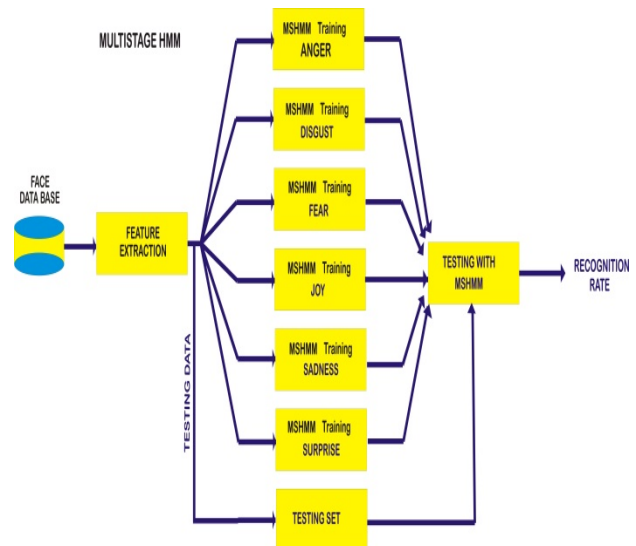 MULTISTAGE HMM
FACE
DATA BASE
FEATURE
EXTRACTION
MSHMM Training
ANGER
MSHMM Training
DISGUST
MSHMM Training
FEAR
MSHMM Training
JOY
MSHMM Training
SADNESS
MSHMM Training
SURPRISE
TESTING DATA
TESTING SET
TESTING WITH
MSHMM
RECOGNITION
RATE